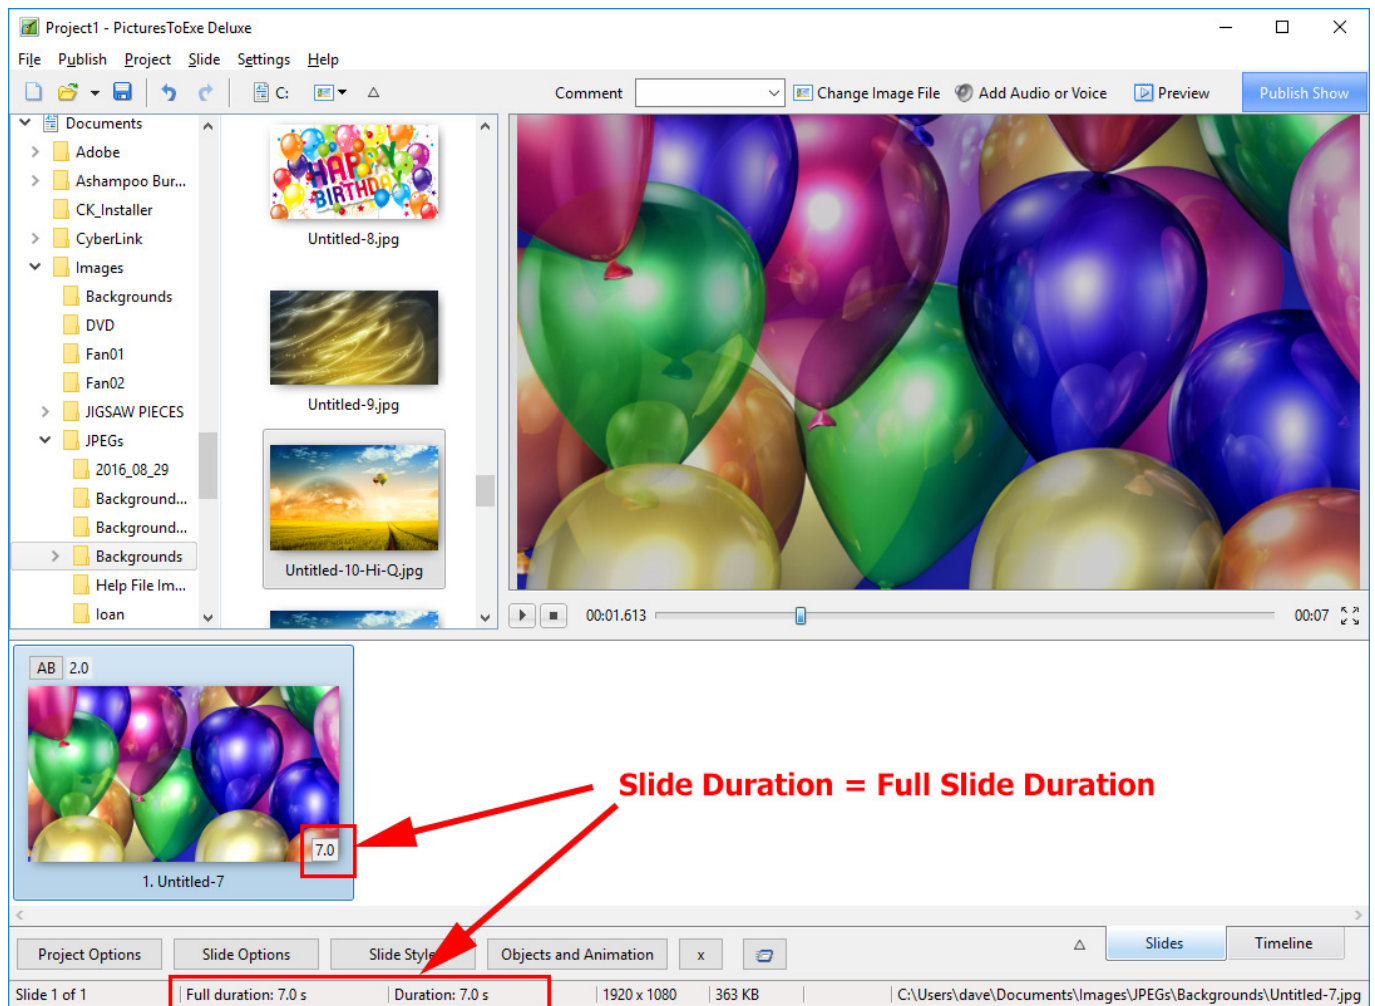 Project1 - PicturesToExe Deluxe
File Publish Project Slide Settings Help
C: Comment Change Image File Add Audio or Voice Preview Publish Show
Documents
Adobe
Ashampoo Bur...
CK_Installer
CyberLink
Images
Backgrounds
DVD
Fan01
Fan02
JIGSAW PIECES
JPEGs
2016_08_29
Background...
Background...
Backgrounds
Help File Im...
loan
HAPPY
BIRTHDAY
Untitled-8.jpg
Untitled-9.jpg
Untitled-10-Hi-Q.jpg
00:01.613 00:07
AB 2.0
7.0
1. Untitled-7
Slide Duration = Full Slide Duration
Project Options Slide Options Slide Style Objects and Animation x Slides Timeline
Slide 1 of 1 Full duration: 7.0 s Duration: 7.0 s 1920 x 1080 363 KB C:\Users\dave\Documents\Images\JPEGs\Backgrounds\Untitled-7.jpg